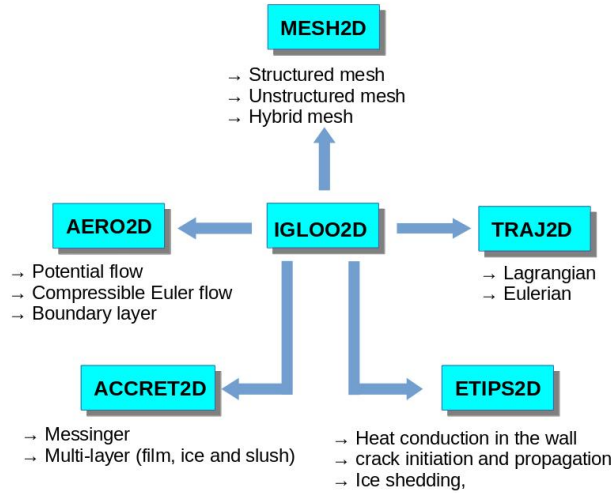 MESH2D
→ Structured mesh
→ Unstructured mesh
→ Hybrid mesh
AERO2D
IGLOO2D
TRAJ2D
→ Potential flow
→ Compressible Euler flow
→ Boundary layer
→ Lagrangian
→ Eulerian
ACCRET2D
ETIPS2D
→ Messinger
→ Multi-layer (film, ice and slush)
→ Heat conduction in the wall
→ crack initiation and propagation
→ Ice shedding,